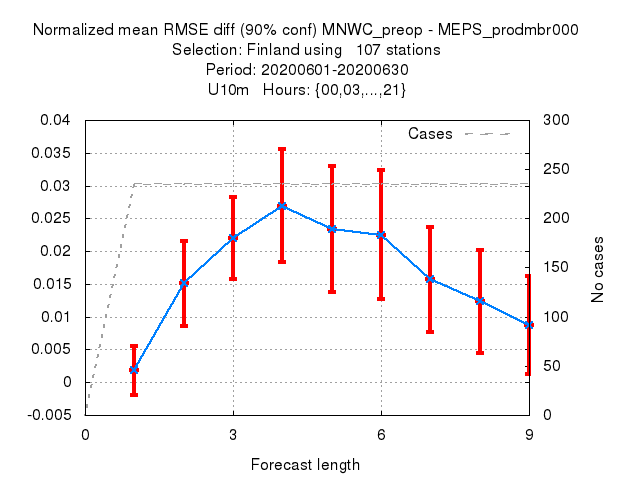 Normalized mean RMSE diff (90% conf) MNWC_preop - MEPS_prodmbr000
Selection: Finland using   107 stations
Period: 20200601-20200630
U10m   Hours: {00,03,...,21}
0.04
0.035
0.03
0.025
0.02
0.015
0.01
0.005
0
-0.005
Cases
300
250
200
150
100
50
0
No cases
0 3 6 9
Forecast length